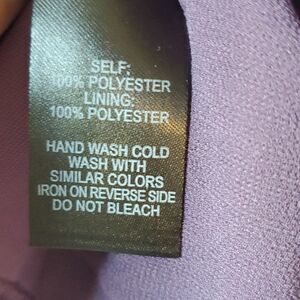 SELF:
100% POLYESTER
LINING:
100% POLYESTER
HAND WASH COLD
WASH WITH
SIMILAR COLORS
IRON ON REVERSE SIDE
DO NOT BLEACH